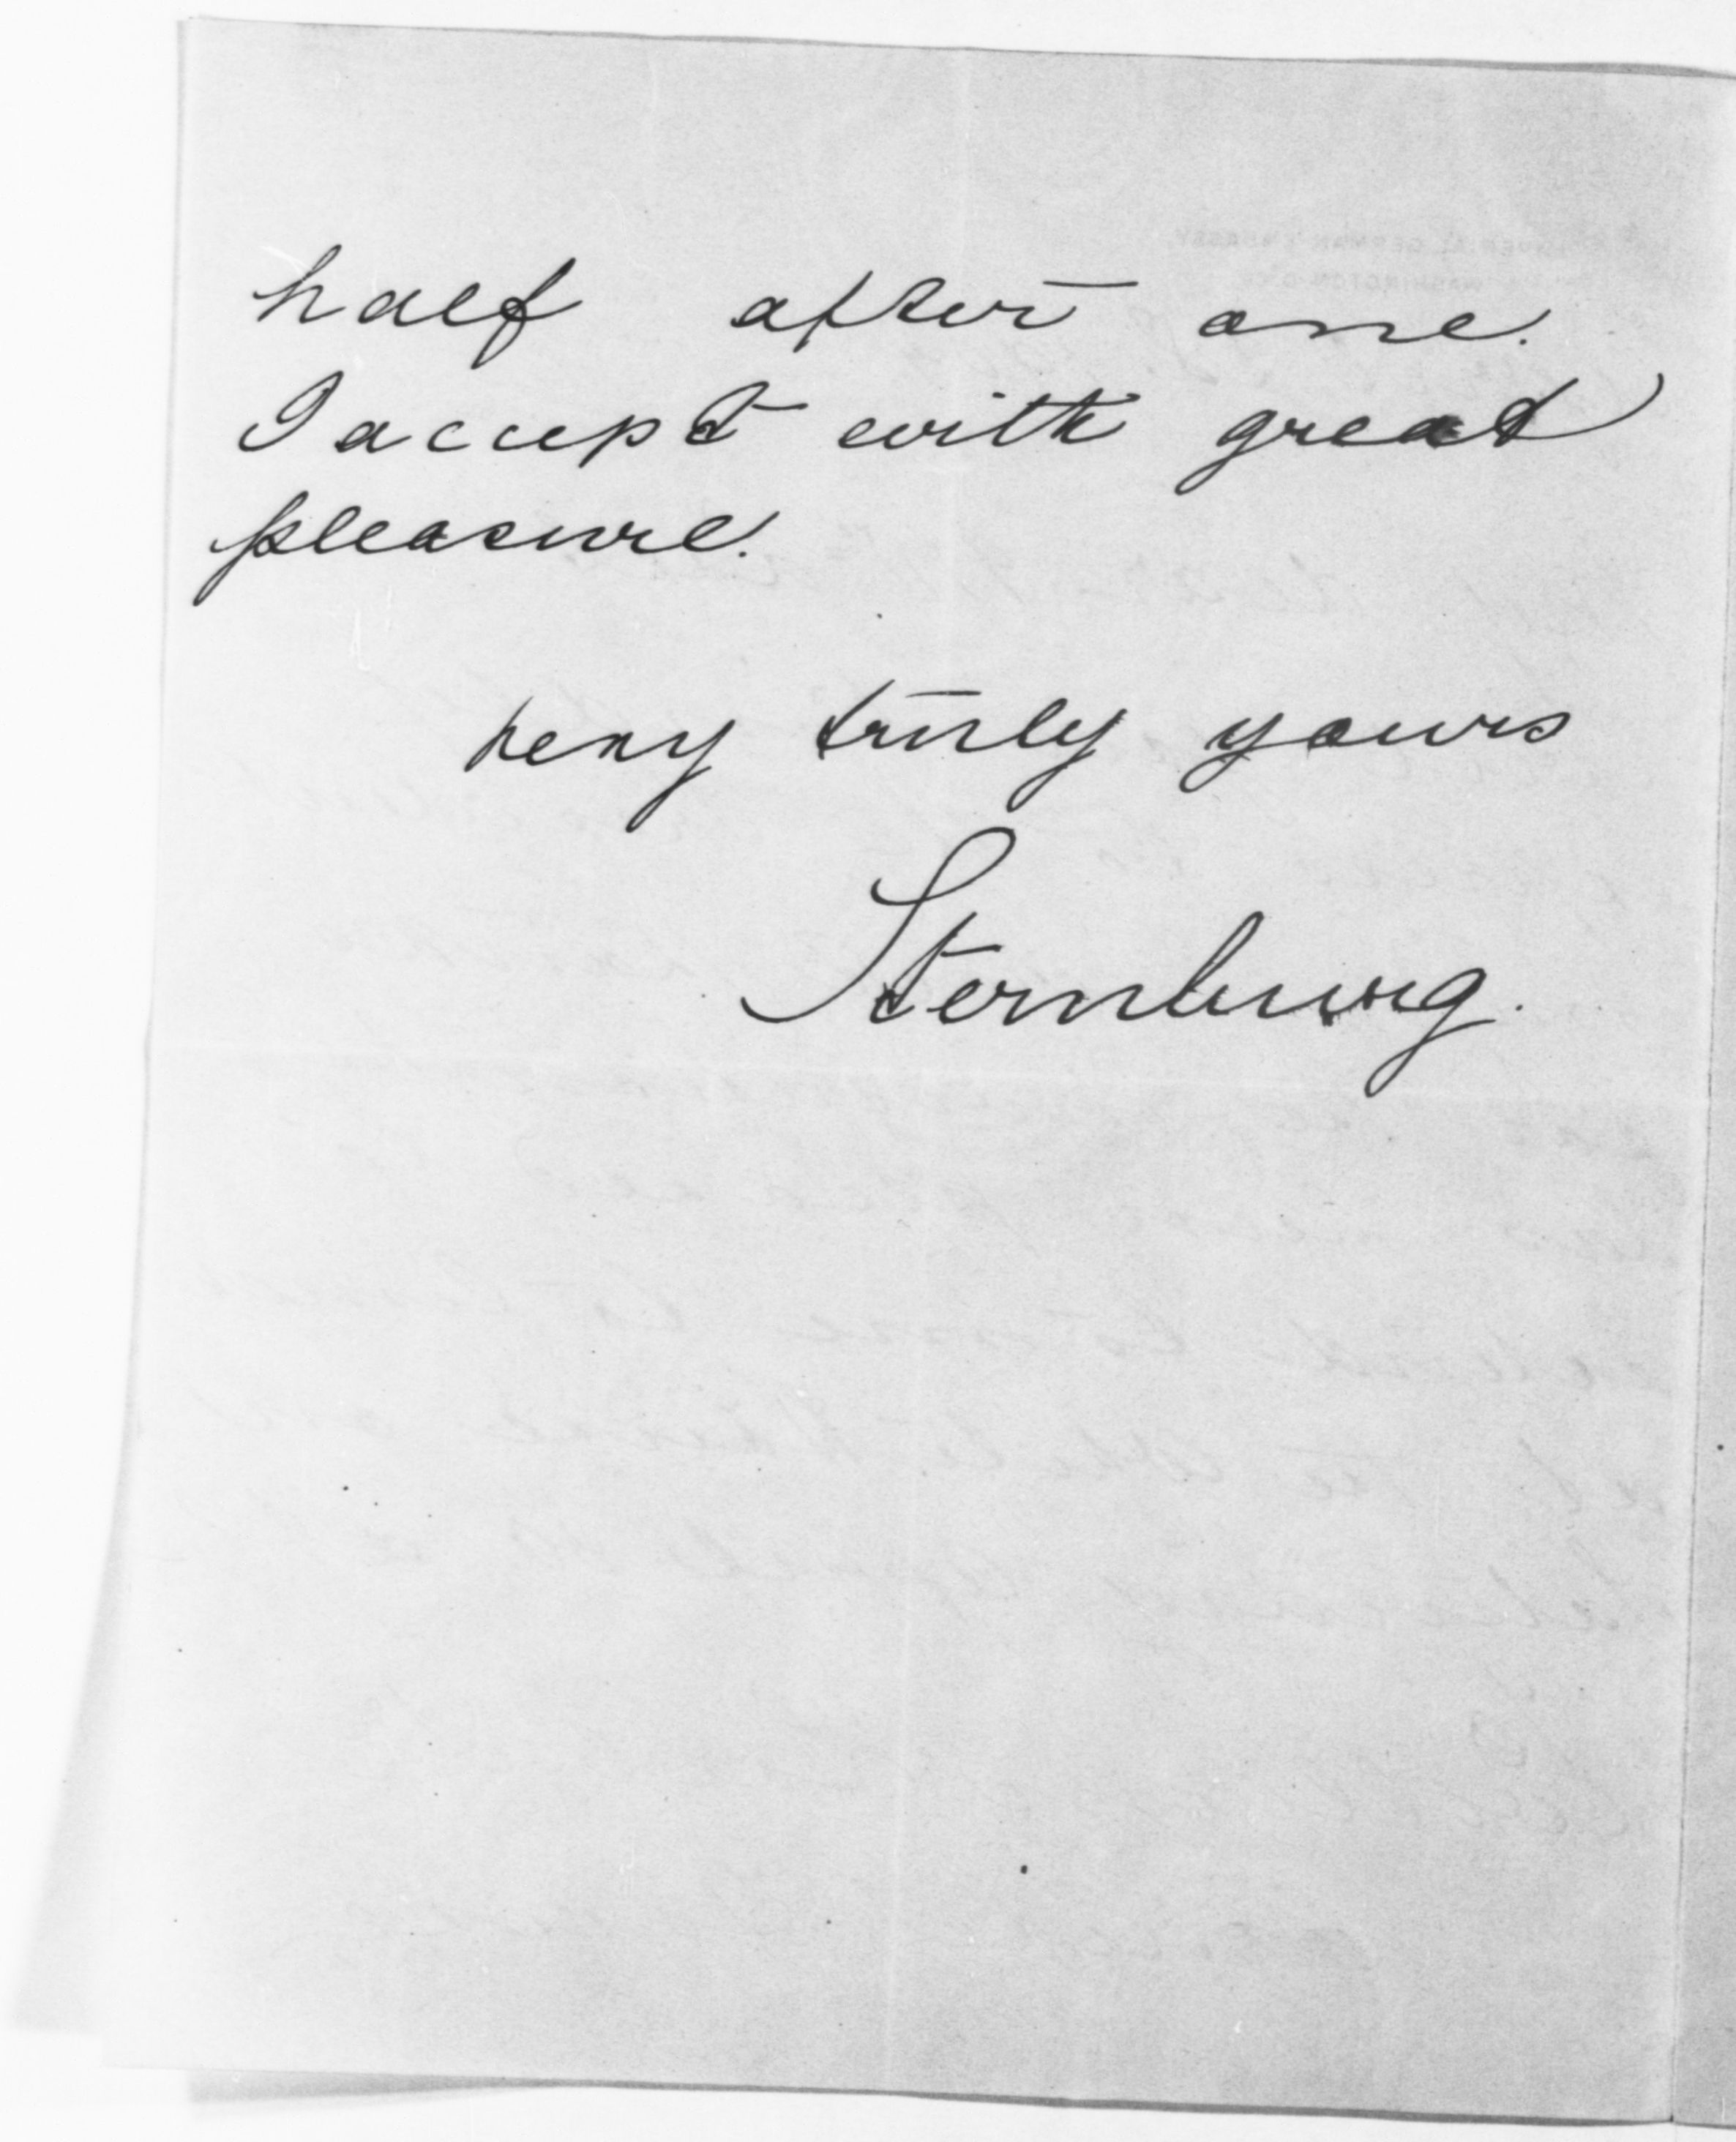 half after one.
I accept with great
pleasure.
very truly yours
Sternburg.